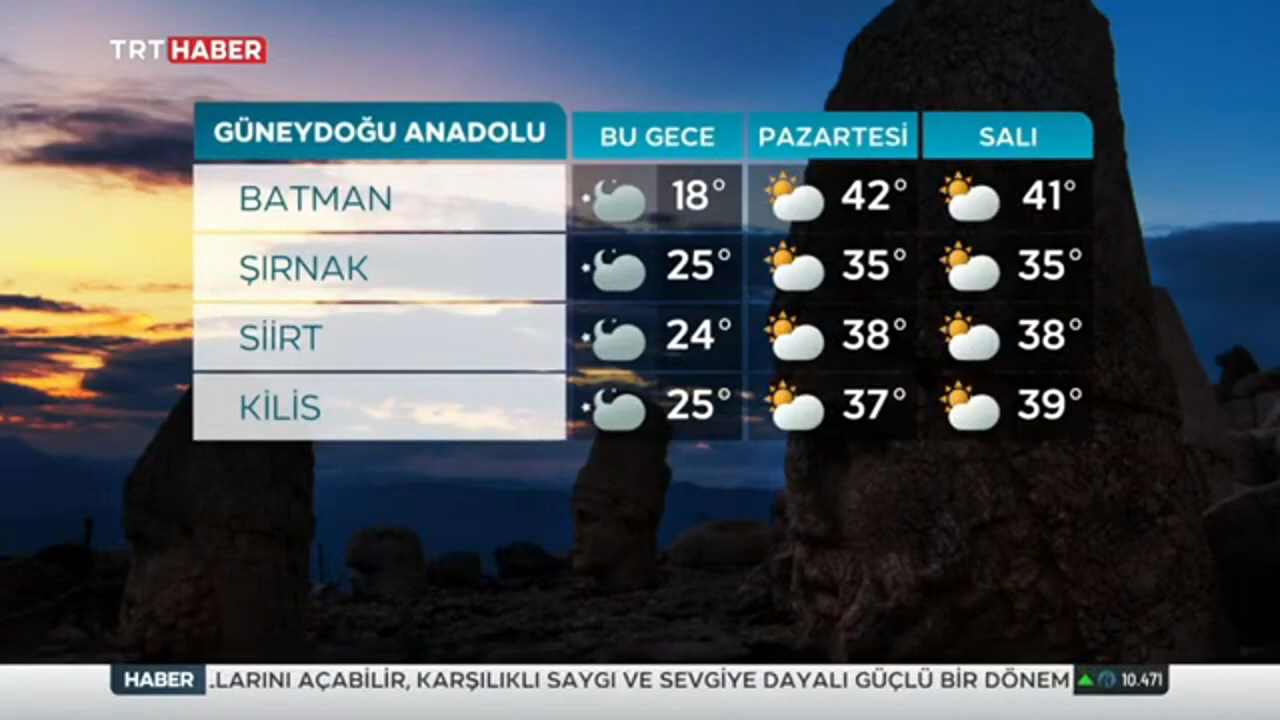 TRT HABER
GÜNEYDOĞU ANADOLU BU GECE PAZARTESİ SALI
BATMAN 18° 42° 41°
ŞIRNAK 25° 35° 35°
SİİRT 24° 38° 38°
KİLİS 25° 37° 39°
HABER ..LARINI AÇABİLİR, KARŞILIKLI SAYGI VE SEVGİYE DAYALI GÜÇLÜ BİR DÖNEM 10.471